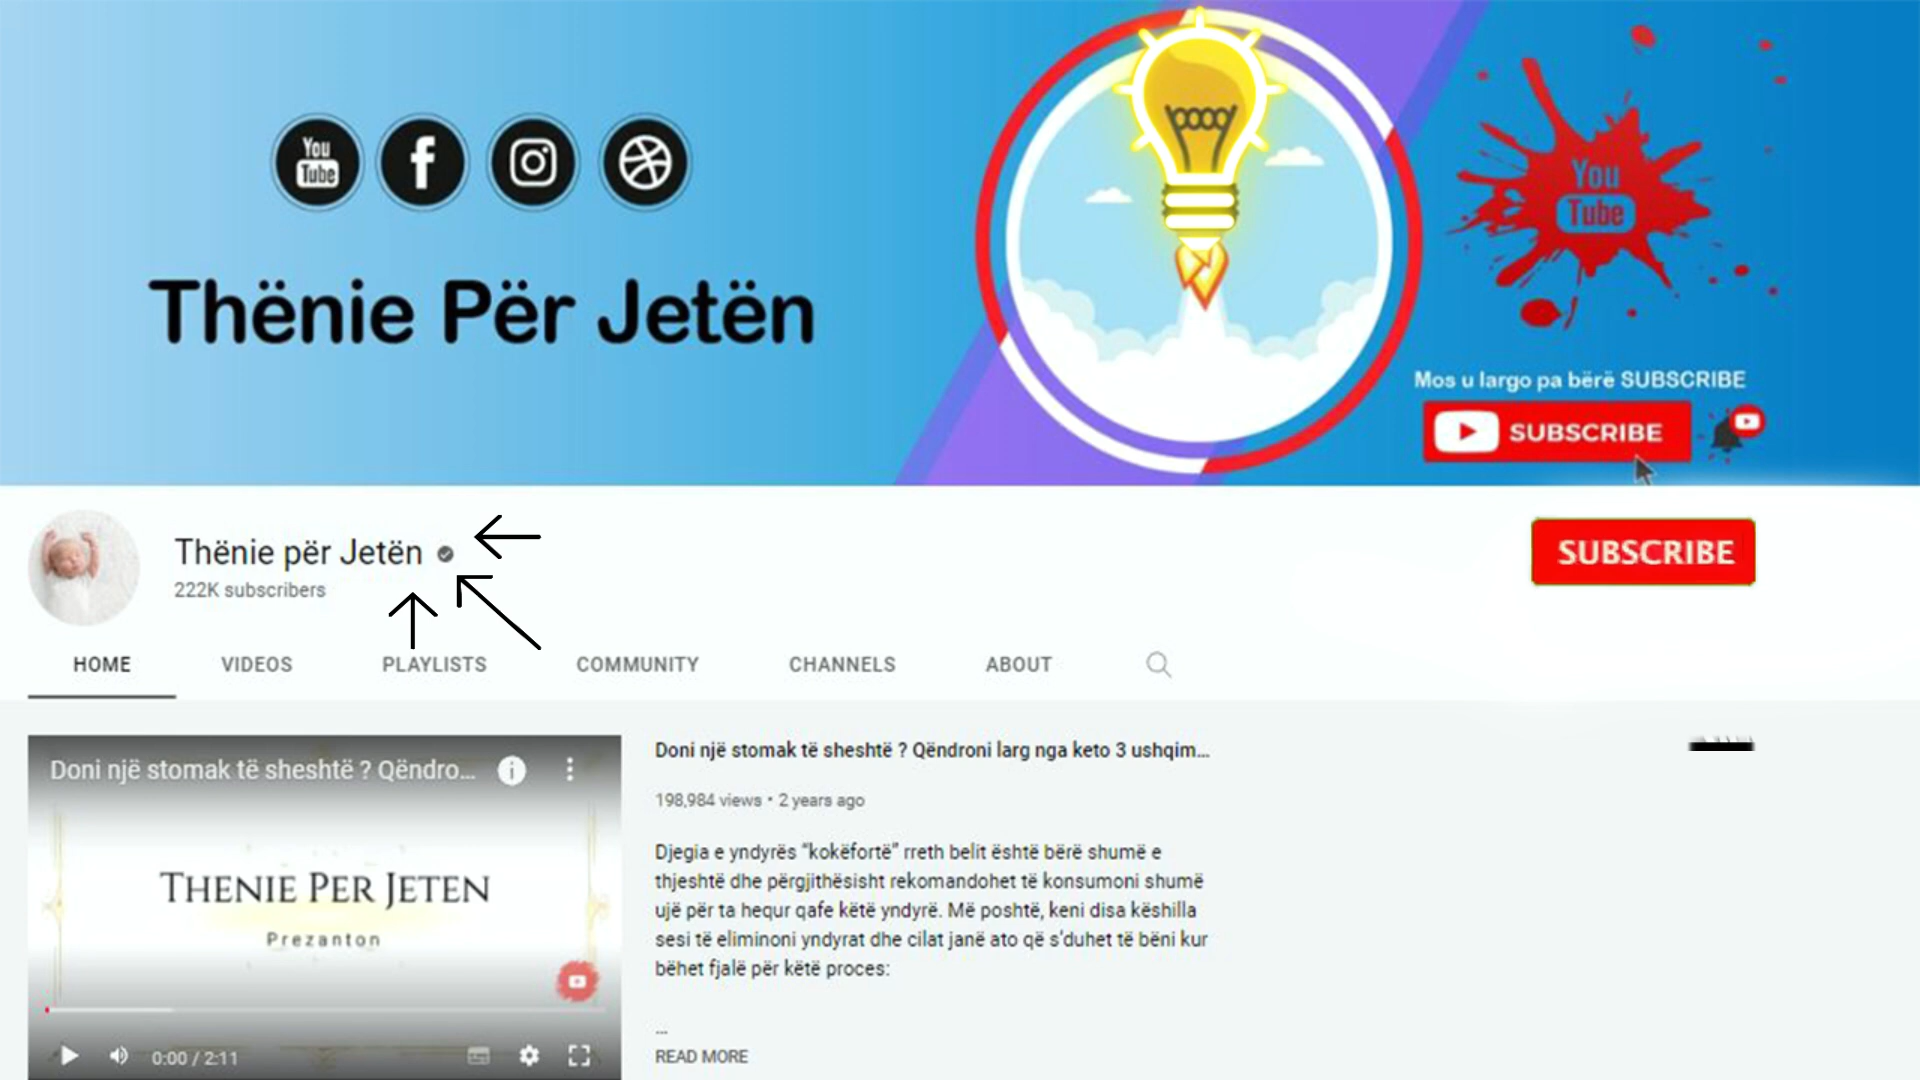 You
Tube
Thënie Për Jetën
You
Tube
Mos u largo pa bërë SUBSCRIBE
SUBSCRIBE
Thënie për Jetën
222K subscribers
SUBSCRIBE
HOME
VIDEOS
PLAYLISTS
COMMUNITY
CHANNELS
ABOUT
Doni një stomak të sheshtë ? Qëndro...
THENIE PER JETEN
Prezanton
0:00 / 2:11
Doni një stomak të sheshtë ? Qëndroni larg nga keto 3 ushqim...
198,984 views • 2 years ago
Djegia e yndyrës “kokëfortë” rreth belit është bërë shumë e
thjeshtë dhe përgjithësisht rekomandohet të konsumoni shumë
ujë për ta hequr qafe këtë yndyrë. Më poshtë, keni disa këshilla
sesi të eliminoni yndyrat dhe cilat janë ato që s'duhet të bëni kur
bëhet fjalë për këtë proces:
...
READ MORE